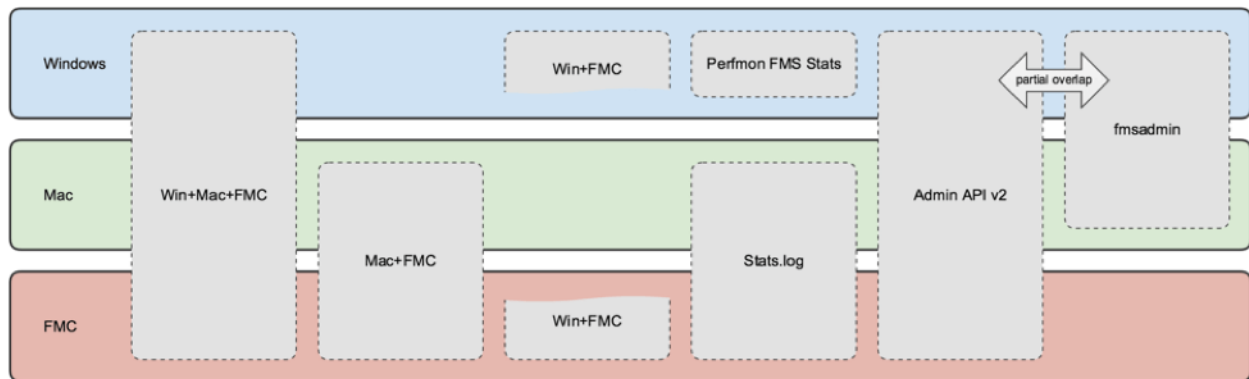 Windows
Win+FMC
Perfmon FMS Stats
partial overlap
fmsadmin
Mac
Win+Mac+FMC
Admin API v2
Mac+FMC
Stats.log
FMC
Win+FMC